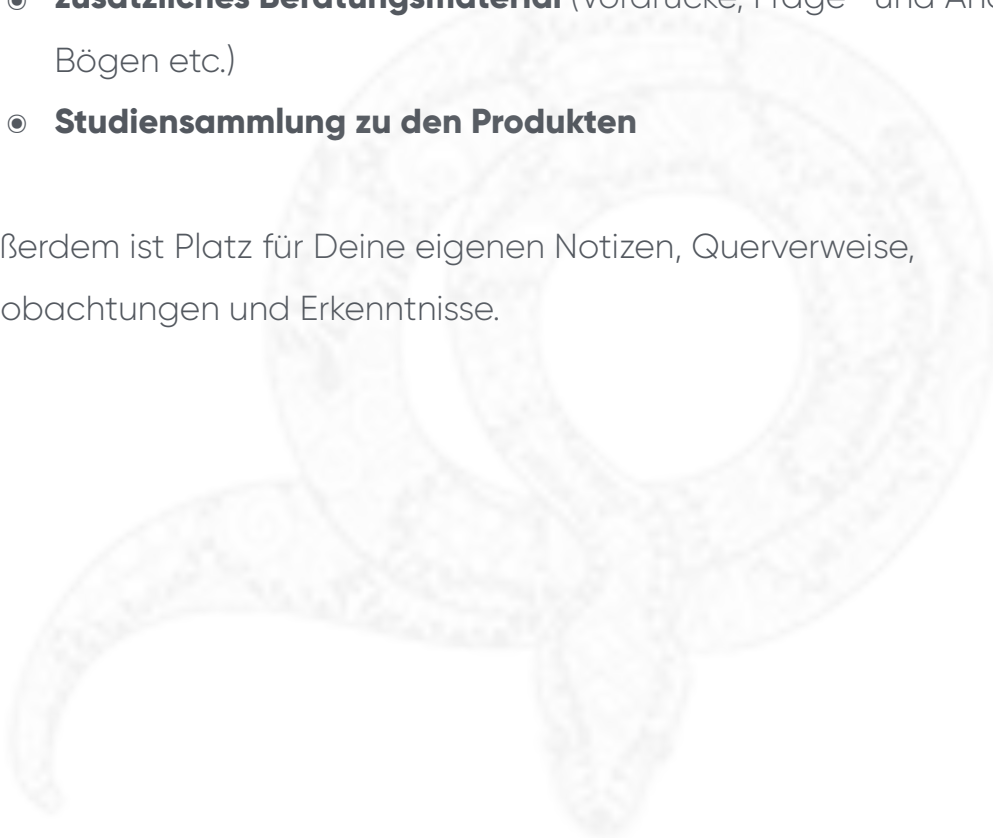 ◉ zusätzliches Beratungsmaterial (Vordrucke, Frage- und
Bögen etc.)
◉ Studiensammlung zu den Produkten
ßerdem ist Platz für Deine eigenen Notizen, Querverweise,
obachtungen und Erkenntnisse.